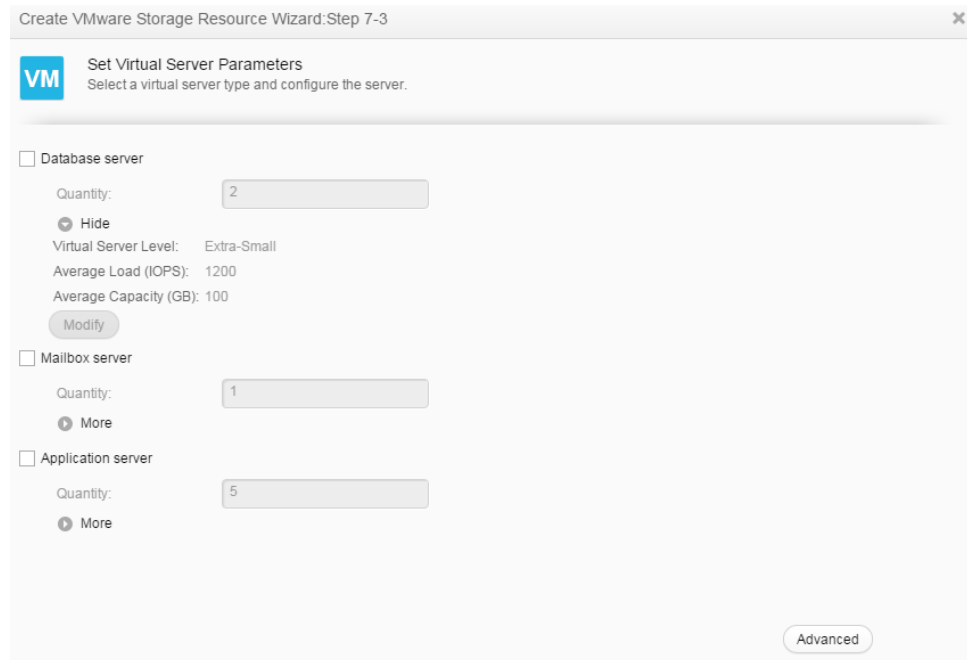 Create VMware Storage Resource Wizard:Step 7-3
VM
Set Virtual Server Parameters
Select a virtual server type and configure the server.
Database server
Quantity: 2
Hide
Virtual Server Level: Extra-Small
Average Load (IOPS): 1200
Average Capacity (GB): 100
Modify
Mailbox server
Quantity: 1
More
Application server
Quantity: 5
More
Advanced